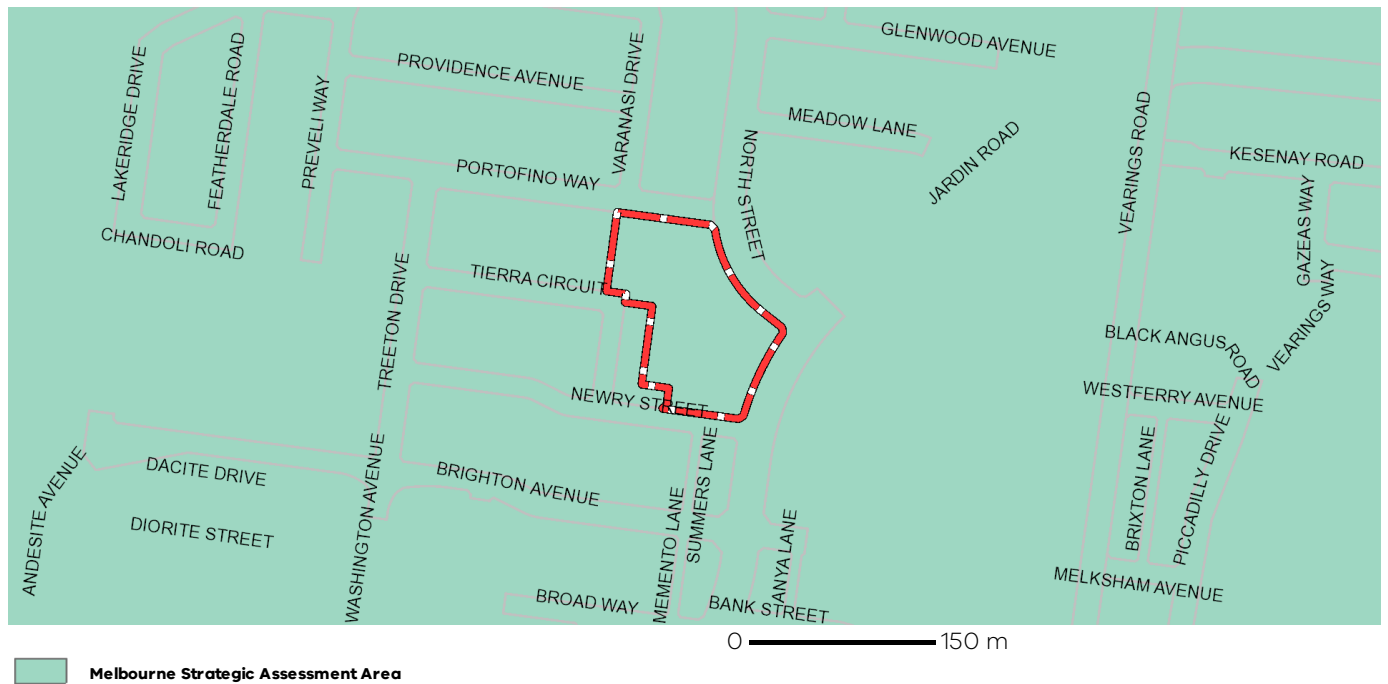 GLENWOOD AVENUE
LAKERIDGE DRIVE
FEATHERDALE ROAD
PREVELI WAY
PROVIDENCE AVENUE
VARANASI DRIVE
MEADOW LANE
VEARINGS ROAD
KESENAY ROAD
PORTOFINO WAY
NORTH STREET
JARDIN ROAD
GAZEAS WAY
CHANDOLI ROAD
TIERRA CIRCUIT
TREETON DRIVE
VEARINGS WAY
BLACK ANGUS ROAD
WESTFERRY AVENUE
NEWRY STREET
ANDESITE AVENUE
DACITE DRIVE
WASHINGTON AVENUE
BRIGHTON AVENUE
SUMMERS LANE
BRIXTON LANE
PICCADILLY DRIVE
DIORITE STREET
MEMENTO LANE
ANYA LANE
MELKSHAM AVENUE
BROAD WAY
BANK STREET
0 150 m
Melbourne Strategic Assessment Area